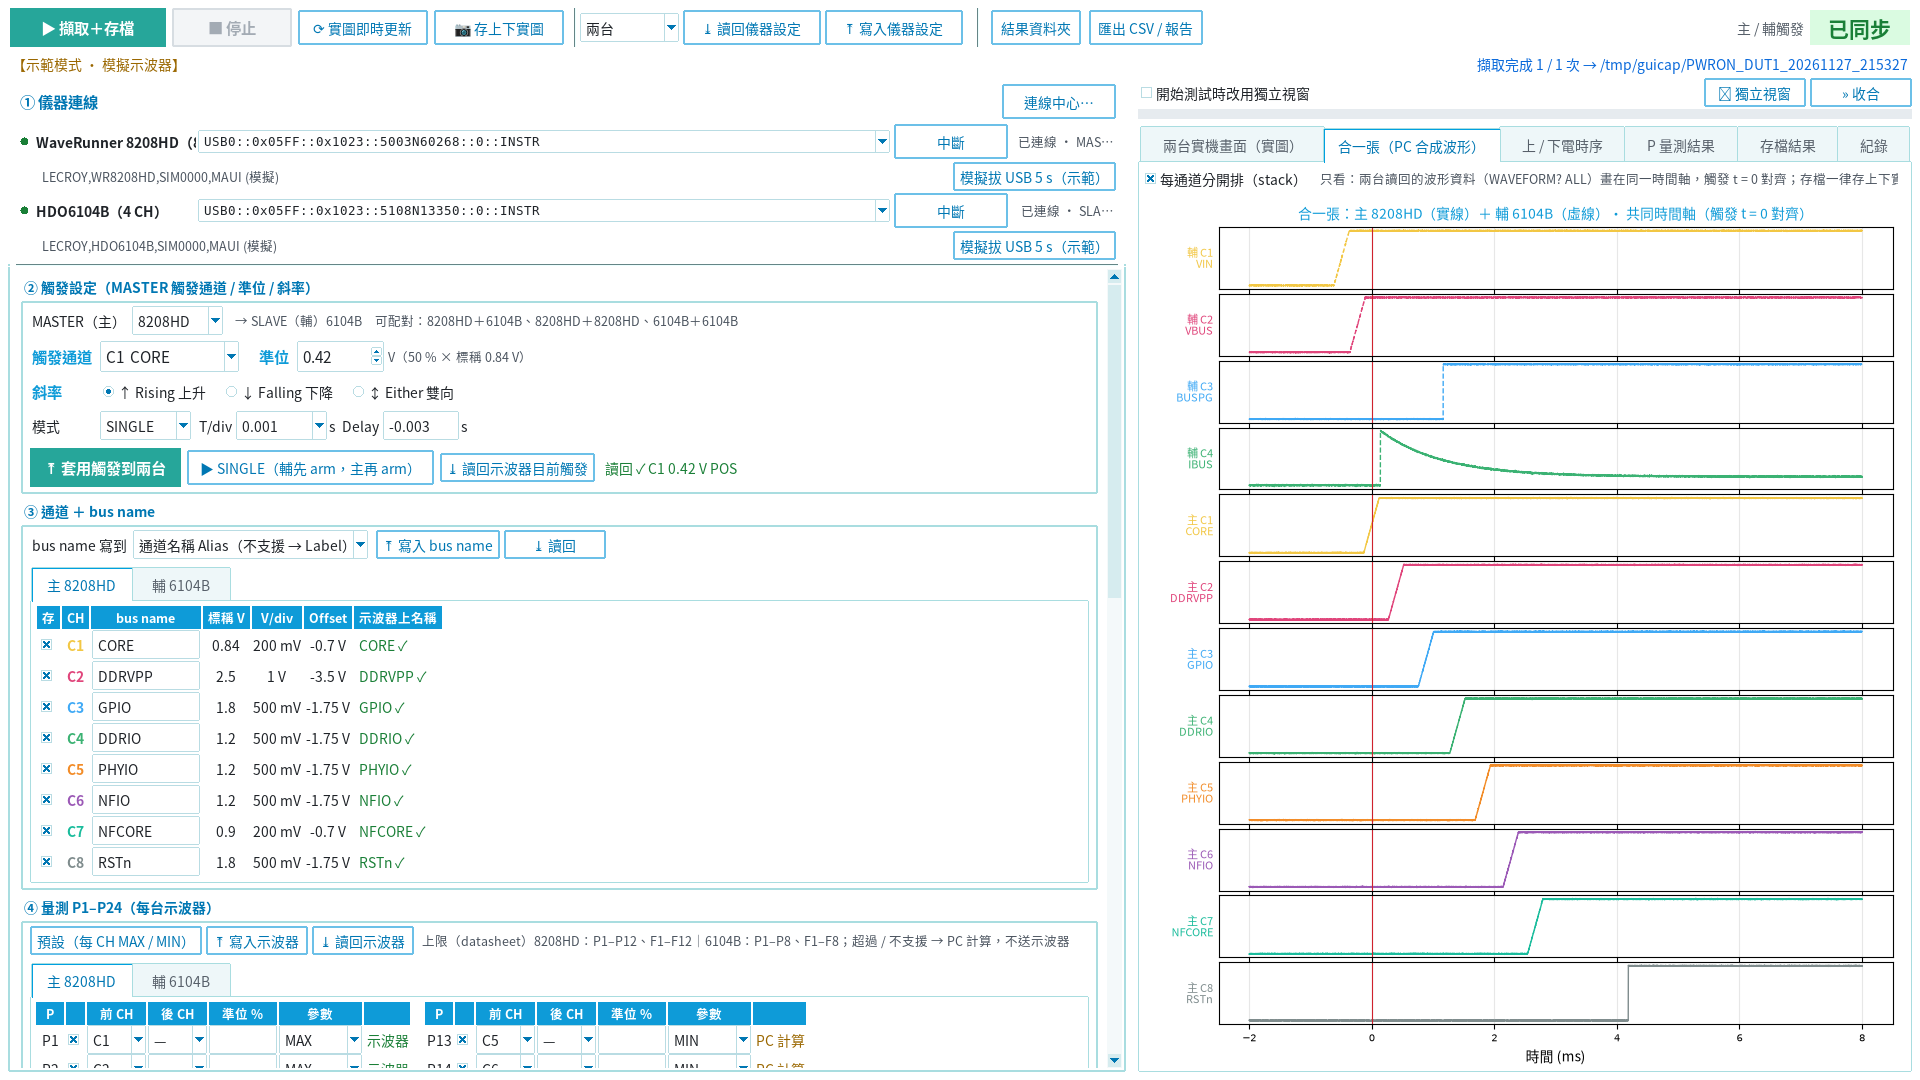 ▶ 擷取＋存檔
■ 停止
⟳ 實圖即時更新
📷 存上下實圖
兩台
⤓ 讀回儀器設定
⤒ 寫入儀器設定
結果資料夾
匯出 CSV / 報告
主 / 輔觸發
已同步
【示範模式 · 模擬示波器】
擷取完成 1 / 1 次 → /tmp/guicap/PWRON_DUT1_20261127_215327
① 儀器連線
連線中心…
WaveRunner 8208HD（8
USB0::0x05FF::0x1023::5003N60268::0::INSTR
中斷
已連線 · MAS…
LECROY,WR8208HD,SIM0000,MAUI (模擬)
模擬拔 USB 5 s（示範）
HDO6104B（4 CH）
USB0::0x05FF::0x1023::5108N13350::0::INSTR
中斷
已連線 · SLA…
LECROY,HDO6104B,SIM0000,MAUI (模擬)
模擬拔 USB 5 s（示範）
② 觸發設定（MASTER 觸發通道 / 準位 / 斜率）
MASTER（主）
8208HD
→ SLAVE（輔）6104B　可配對：8208HD＋6104B、8208HD＋8208HD、6104B＋6104B
觸發通道
C1 CORE
準位
0.42
V（50 % × 標稱 0.84 V）
斜率
↑ Rising 上升
↓ Falling 下降
↕ Either 雙向
模式
SINGLE
T/div
0.001
s
Delay
-0.003
s
⤒ 套用觸發到兩台
▶ SINGLE（輔先 arm，主再 arm）
⤓ 讀回示波器目前觸發
讀回 ✓ C1 0.42 V POS
③ 通道 ＋ bus name
bus name 寫到
通道名稱 Alias（不支援 → Label）
⤒ 寫入 bus name
⤓ 讀回
主 8208HD
輔 6104B
存 CH bus name 標稱 V V/div Offset 示波器上名稱
C1 CORE 0.84 200 mV -0.7 V CORE ✓
C2 DDRVPP 2.5 1 V -3.5 V DDRVPP ✓
C3 GPIO 1.8 500 mV -1.75 V GPIO ✓
C4 DDRIO 1.2 500 mV -1.75 V DDRIO ✓
C5 PHYIO 1.2 500 mV -1.75 V PHYIO ✓
C6 NFIO 1.2 500 mV -1.75 V NFIO ✓
C7 NFCORE 0.9 200 mV -0.7 V NFCORE ✓
C8 RSTn 1.8 500 mV -1.75 V RSTn ✓
④ 量測 P1–P24（每台示波器）
預設（每 CH MAX / MIN）
⤒ 寫入示波器
⤓ 讀回示波器
上限（datasheet）8208HD：P1–P12、F1–F12｜6104B：P1–P8、F1–F8；超過 / 不支援 → PC 計算，不送示波器
主 8208HD
輔 6104B
P 前 CH 後 CH 準位 % 參數 P 前 CH 後 CH 準位 % 參數
P1 C1 — MAX 示波器 P13 C5 — MIN PC 計算
P2 C2 — MAX 示波器 P14 C6 — MIN PC 計算
開始測試時改用獨立視窗
獨立視窗
» 收合
兩台實機畫面（實圖）
合一張（PC 合成波形）
上 / 下電時序
P 量測結果
存檔結果
紀錄
每通道分開排（stack）
只看：兩台讀回的波形資料（WAVEFORM? ALL）畫在同一時間軸，觸發 t = 0 對齊；存檔一律存上下實
合一張：主 8208HD（實線）＋ 輔 6104B（虛線）· 共同時間軸（觸發 t = 0 對齊）
輔 C1
VIN
輔 C2
VBUS
輔 C3
BUSPG
輔 C4
IBUS
主 C1
CORE
主 C2
DDRVPP
主 C3
GPIO
主 C4
DDRIO
主 C5
PHYIO
主 C6
NFIO
主 C7
NFCORE
主 C8
RSTn
−2 0 2 4 6 8
時間 (ms)